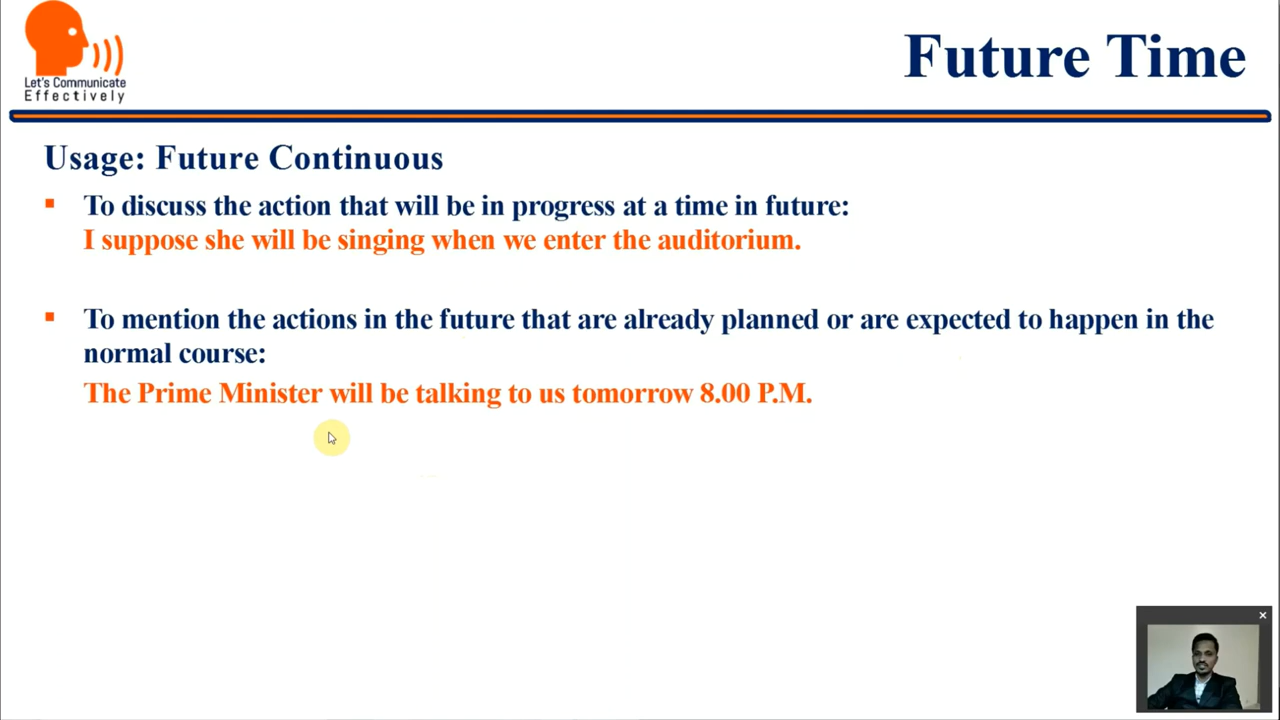 Let's Communicate
Effectively
Future Time
Usage: Future Continuous
To discuss the action that will be in progress at a time in future:
I suppose she will be singing when we enter the auditorium.
To mention the actions in the future that are already planned or are expected to happen in the
normal course:
The Prime Minister will be talking to us tomorrow 8.00 P.M.